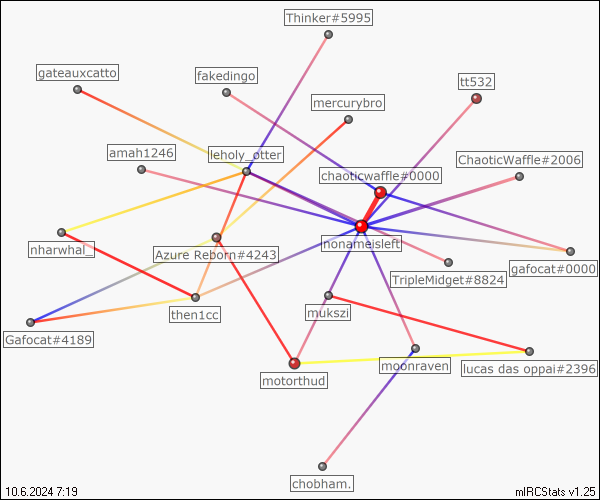 Thinker#5995
gateauxcatto
fakedingo
tt532
mercurybro
amah1246
leholy_otter
ChaoticWaffle#2006
chaoticwaffle#0000
nharwhal_
Azure Reborn#4243
nonameisleft
gafocat#0000
TripleMidget#8824
then1cc
mukszi
Gafocat#4189
moonraven
lucas das oppai#2396
motorthud
chobham.
10.6.2024 7:19
mIRCStats v1.25